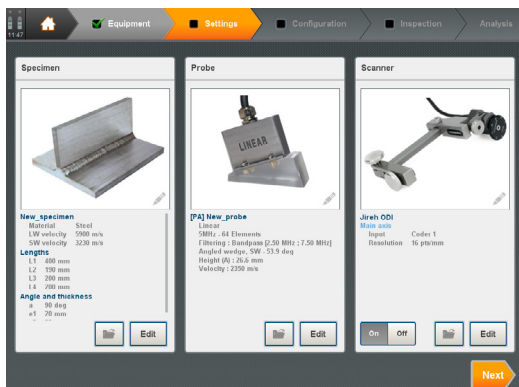 11:47
Equipment
Settings
Configuration
Inspection
Analysis
Specimen
New_specimen
Material Steel
LW velocity 5900 m/s
SW velocity 3230 m/s
Lengths
L1 400 mm
L2 190 mm
L3 200 mm
L4 200 mm
Angle and thickness
a 90 deg
e1 20 mm
Edit
Probe
LINEAR
[PA] New_probe
Linear
5MHz - 64 Elements
Filtering : Bandpass [2.50 MHz ; 7.50 MHz]
Angled wedge, SW - 53.9 deg
Height (A) : 26.6 mm
Velocity : 2350 m/s
Edit
Scanner
Jireh ODI
Main axis
Input Coder 1
Resolution 16 pts/mm
On Off
Edit
Next